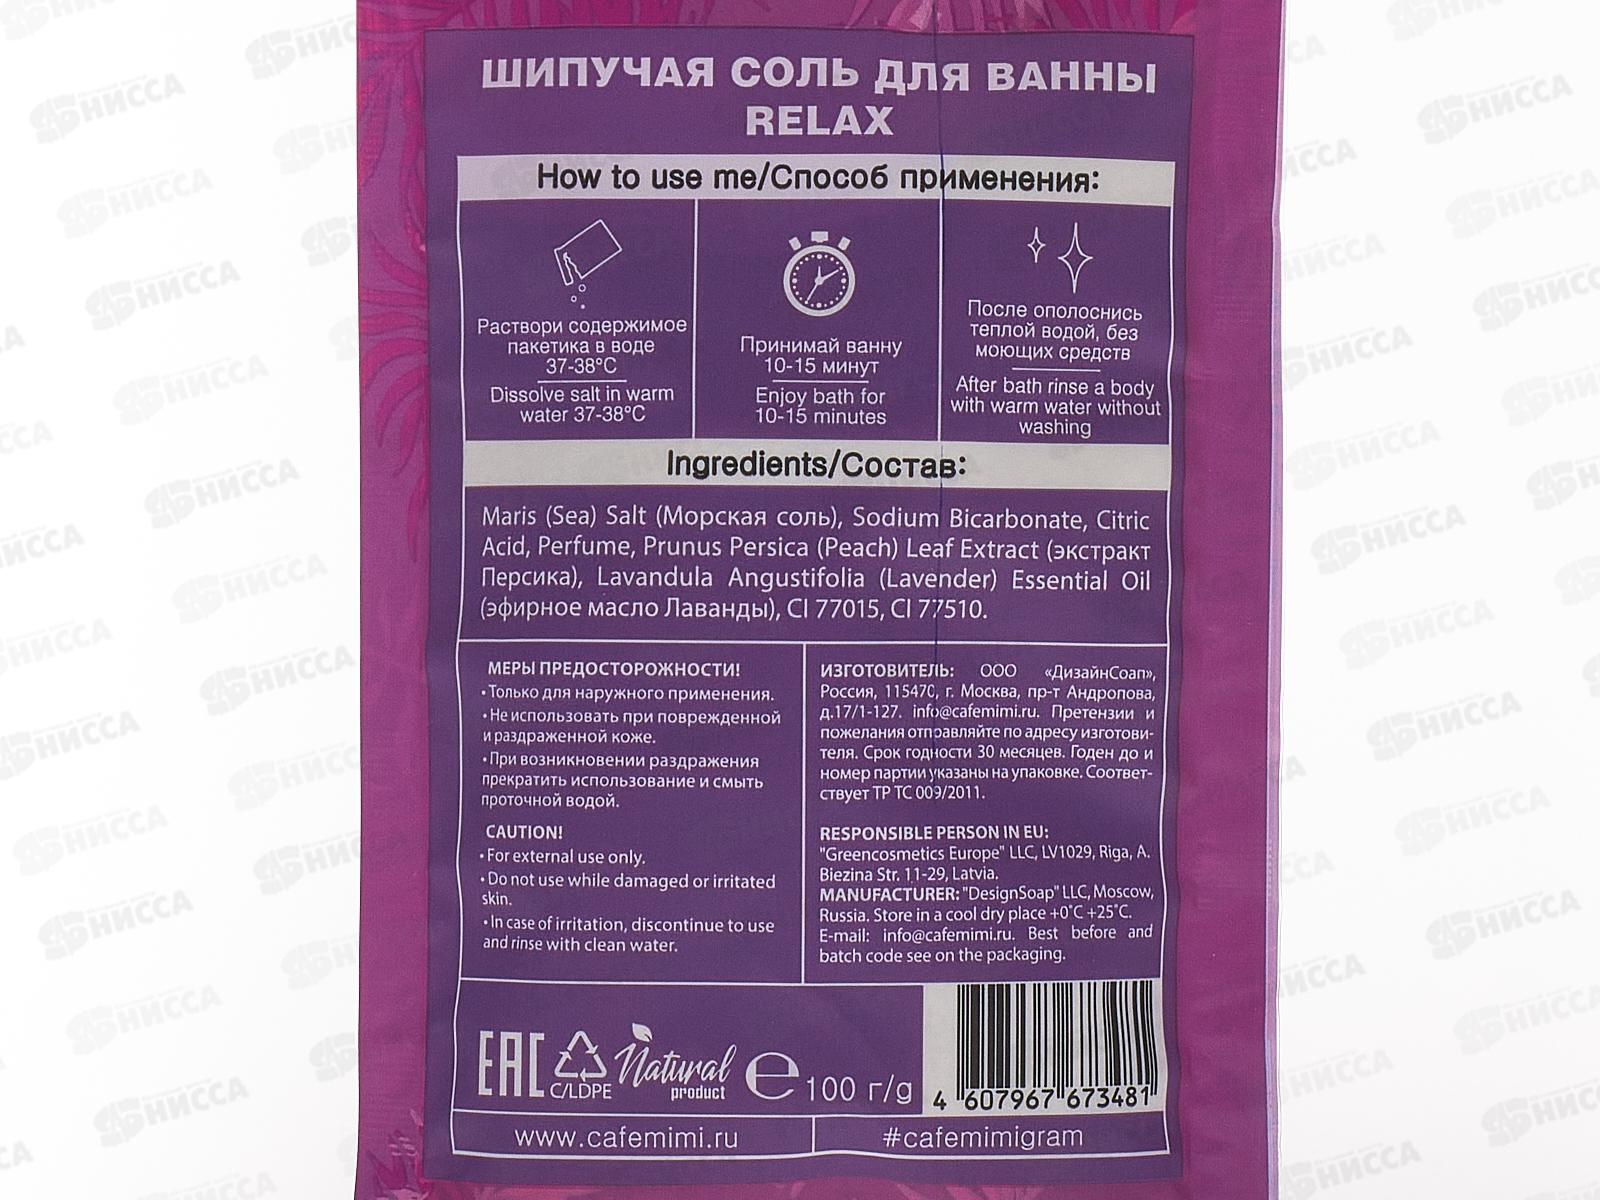 ШИПУЧАЯ СОЛЬ ДЛЯ ВАННЫ
RELAX
How to use me/Способ применения:
Раствори содержимое
пакетика в воде
37-38°C
Dissolve salt in warm
water 37-38°C
Принимай ванну
10-15 минут
Enjoy bath for
10-15 minutes
После ополоснись
теплой водой, без
моющих средств
After bath rinse a body
with warm water without
washing
Ingredients/Состав:
Maris (Sea) Salt (Морская соль), Sodium Bicarbonate, Citric
Acid, Perfume, Prunus Persica (Peach) Leaf Extract (экстракт
Персика), Lavandula Angustifolia (Lavender) Essential Oil
(эфирное масло Лаванды), CI 77015, CI 77510.
МЕРЫ ПРЕДОСТОРОЖНОСТИ!
• Только для наружного применения.
• Не использовать при поврежденной
и раздраженной коже.
• При возникновении раздражения
прекратить использование и смыть
проточной водой.
CAUTION!
• For external use only.
• Do not use while damaged or irritated
skin.
• In case of irritation, discontinue to use
and rinse with clean water.
ИЗГОТОВИТЕЛЬ: ООО «ДизайнСоап»,
Россия, 115470, г. Москва, пр-т Андропова,
д.17/1-127. info@cafemimi.ru. Претензии и
пожелания отправляйте по адресу изготови-
теля. Срок годности 30 месяцев. Годен до и
номер партии указаны на упаковке. Соответ-
ствует ТР ТС 009/2011.
RESPONSIBLE PERSON IN EU:
"Greencosmetics Europe" LLC, LV1029, Riga, A.
Biezina Str. 11-29, Latvia.
MANUFACTURER: "DesignSoap" LLC, Moscow,
Russia. Store in a cool dry place +0°C +25°C.
E-mail: info@cafemimi.ru. Best before and
batch code see on the packaging.
EAC
C/LDPE
Natural
product
e 100 г/g
4 607967 673481
www.cafemimi.ru
#cafemimigram
НИССА